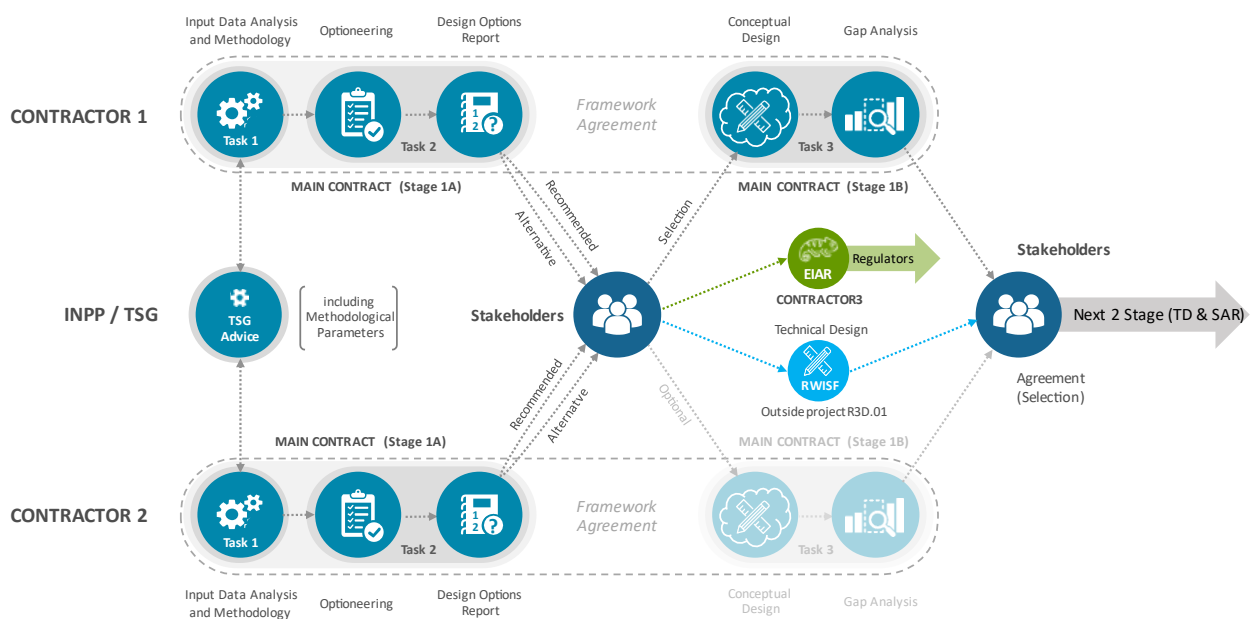 Input Data Analysis
and Methodology
Optioneering
Design Options
Report
Conceptual
Design
Gap Analysis
CONTRACTOR 1
Task 1
Task 2
1
2
?
Framework
Agreement
Task 3
MAIN CONTRACT (Stage 1A)
MAIN CONTRACT (Stage 1B)
Recommended
Alternative
Selection
INPP / TSG
TSG
Advice
including
Methodological
Parameters
Stakeholders
EIAR
Regulators
CONTRACTOR3
Technical Design
RWISF
Outside project R3D.01
Stakeholders
Next 2 Stage (TD & SAR)
Agreement
(Selection)
Recommended
Alternatve
Optional
MAIN CONTRACT (Stage 1A)
MAIN CONTRACT (Stage 1B)
CONTRACTOR 2
Task 1
Task 2
1
2
?
Framework
Agreement
Task 3
Input Data Analysis
and Methodology
Optioneering
Design Options
Report
Conceptual
Design
Gap Analysis